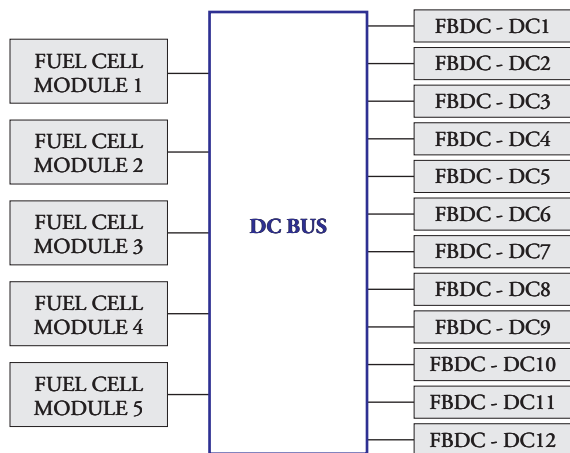 FUEL CELL
MODULE 1
FUEL CELL
MODULE 2
FUEL CELL
MODULE 3
FUEL CELL
MODULE 4
FUEL CELL
MODULE 5
DC BUS
FBDC - DC1
FBDC - DC2
FBDC - DC3
FBDC - DC4
FBDC - DC5
FBDC - DC6
FBDC - DC7
FBDC - DC8
FBDC - DC9
FBDC - DC10
FBDC - DC11
FBDC - DC12